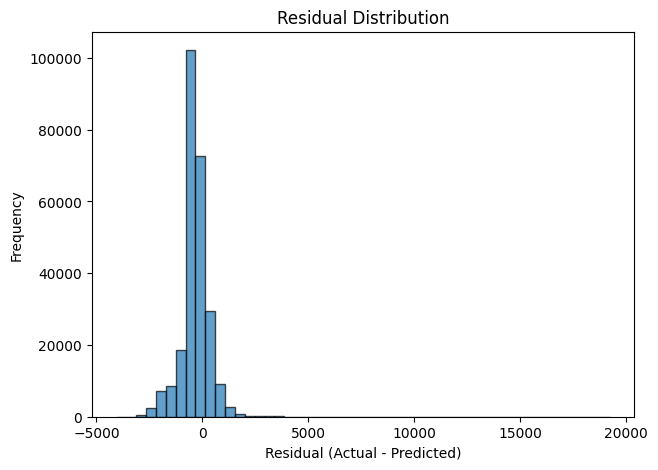 Residual Distribution
100000
80000
60000
40000
20000
0
Frequency
−5000 0 5000 10000 15000 20000
Residual (Actual - Predicted)